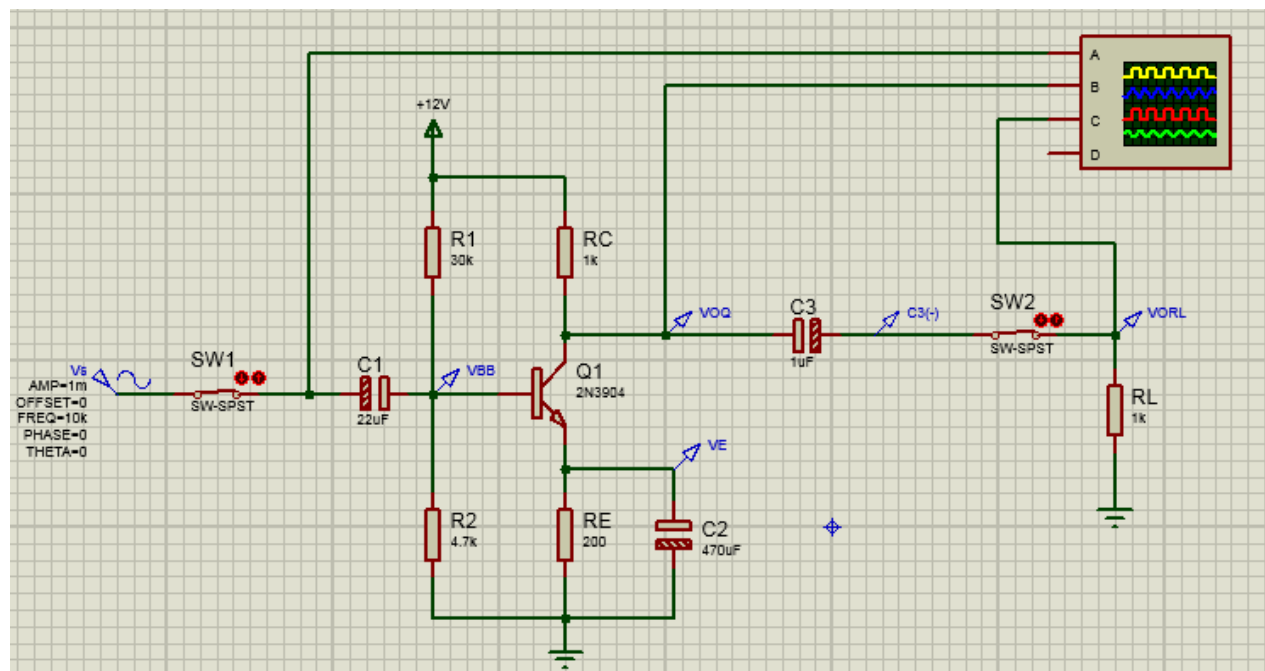 A
B
C
D
+12V
R1
30k
RC
1k
VOQ
C3
1uF
C3(-)
SW2
SW-SPST
VORL
Vs
AMP=1m
OFFSET=0
FREQ=10k
PHASE=0
THETA=0
SW1
SW-SPST
C1
22uF
VBB
Q1
2N3904
RL
1k
VE
R2
4.7k
RE
200
C2
470uF